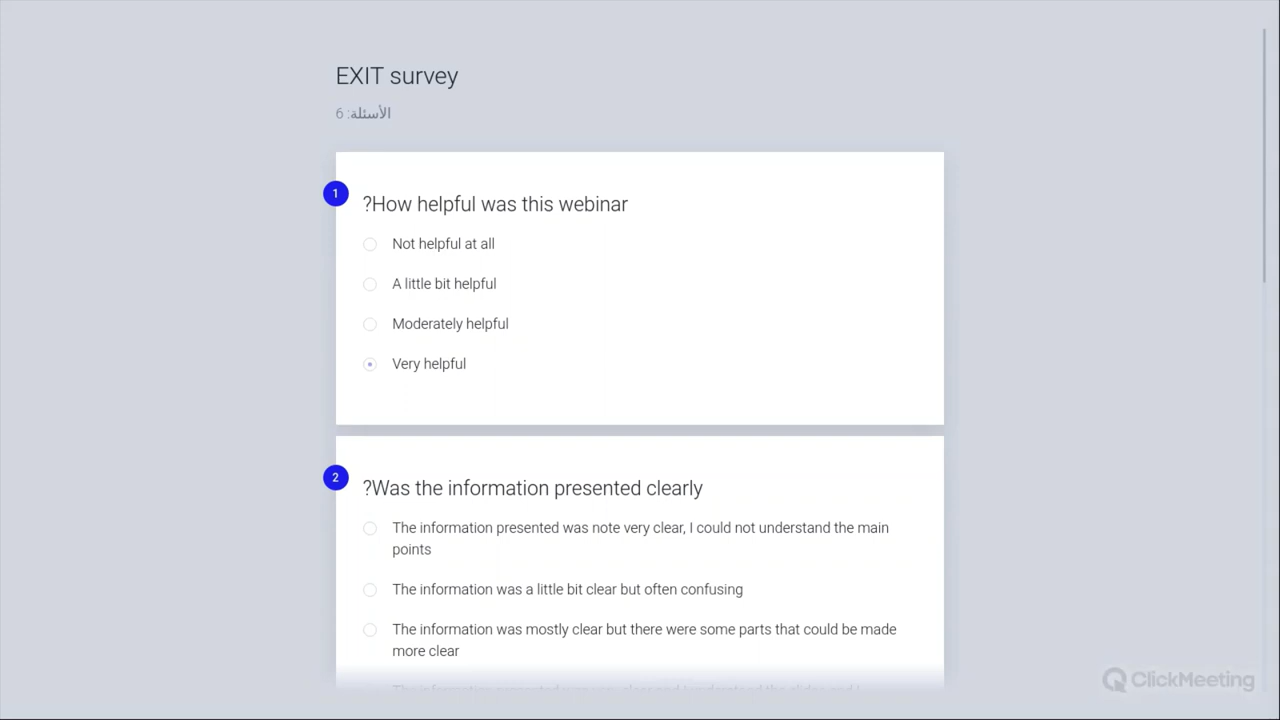 EXIT survey
الأسئلة: 6
1
?How helpful was this webinar
Not helpful at all
A little bit helpful
Moderately helpful
Very helpful
2
?Was the information presented clearly
The information presented was note very clear, I could not understand the main
points
The information was a little bit clear but often confusing
The information was mostly clear but there were some parts that could be made
more clear
ClickMeeting